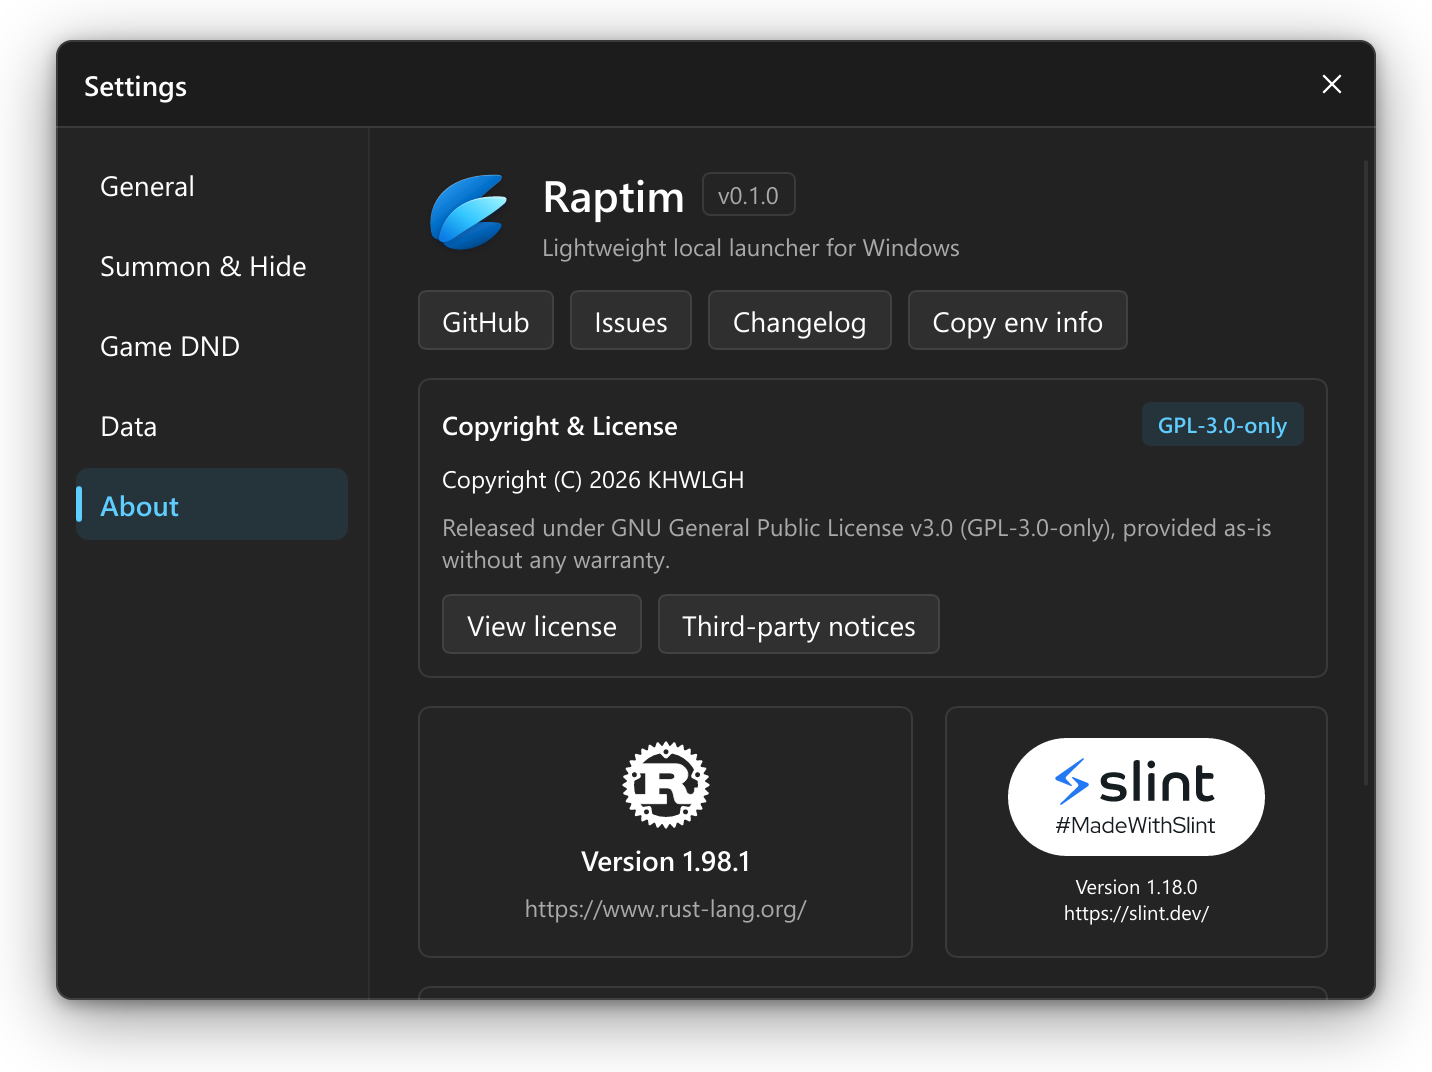 Settings
General
Summon & Hide
Game DND
Data
About
Raptim
v0.1.0
Lightweight local launcher for Windows
GitHub
Issues
Changelog
Copy env info
Copyright & License
GPL-3.0-only
Copyright (C) 2026 KHWLGH
Released under GNU General Public License v3.0 (GPL-3.0-only), provided as-is
without any warranty.
View license
Third-party notices
R
Version 1.98.1
https://www.rust-lang.org/
slint
#MadeWithSlint
Version 1.18.0
https://slint.dev/